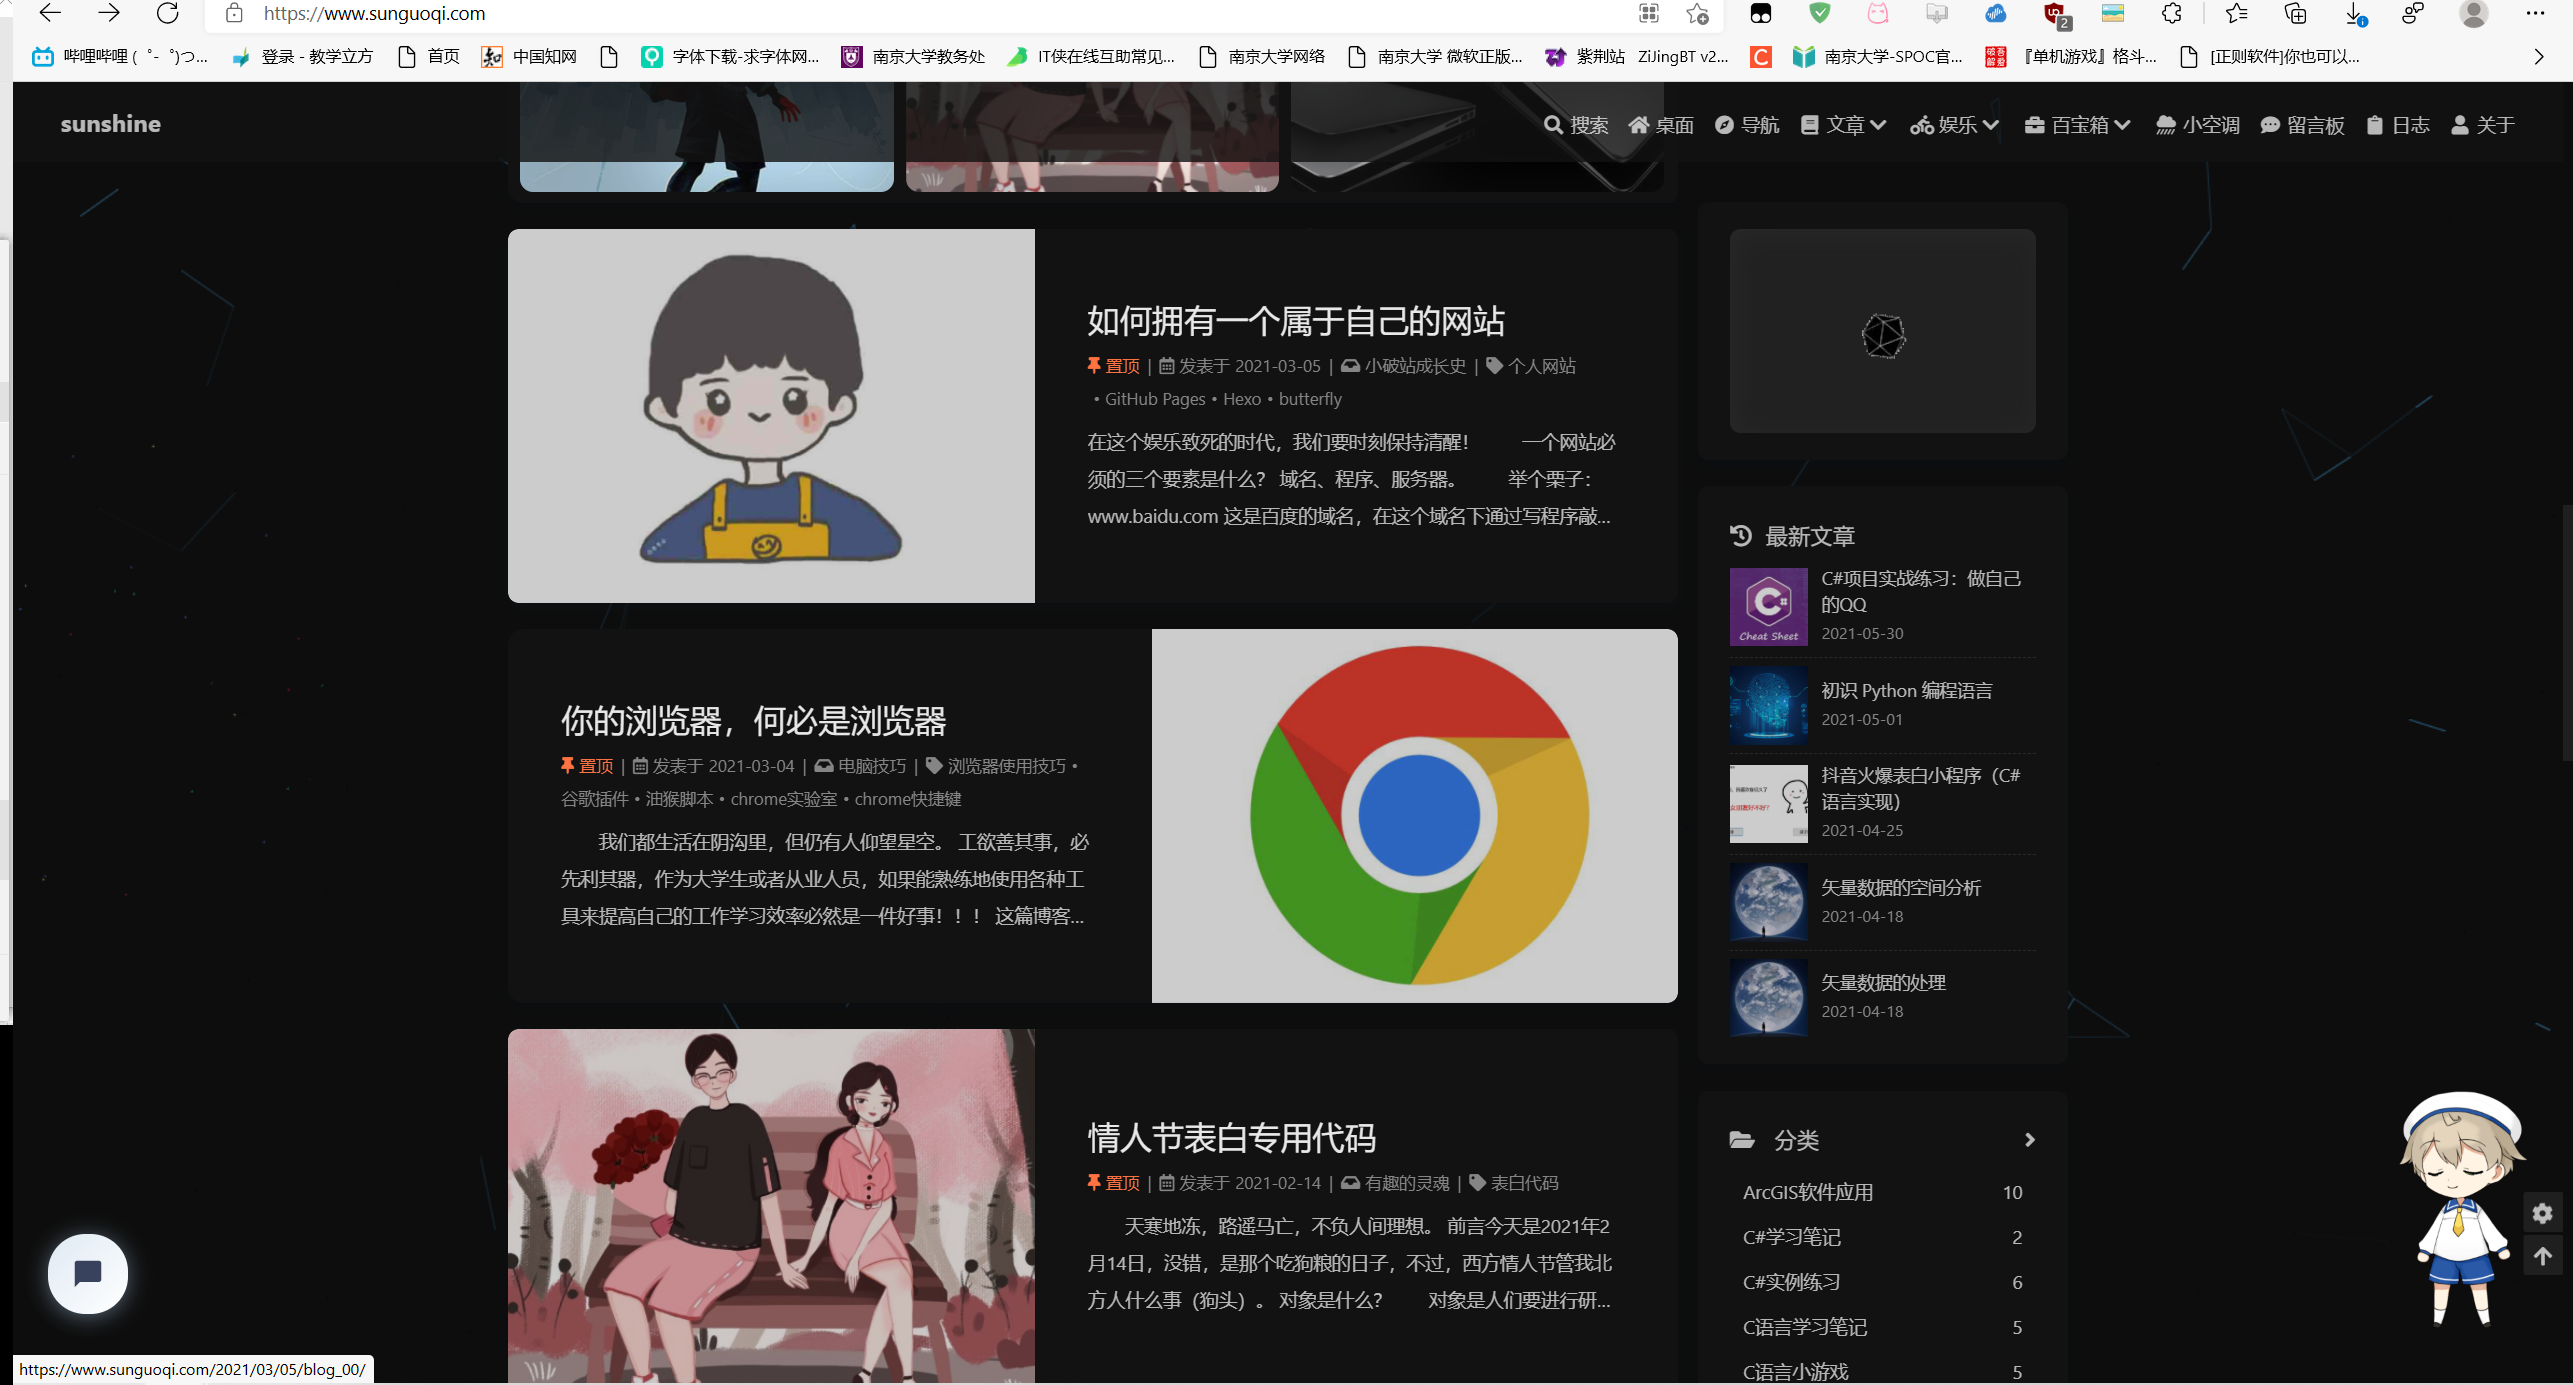 https://www.sunguoqi.com
2
哔哩哔哩 (゜-゜)つ...
登录 - 教学立方
首页
知
中国知网
字体下载-求字体网...
南京大学教务处
IT侠在线互助常见...
南京大学网络
南京大学 微软正版...
紫荆站 ZiJingBT v2...
C
南京大学-SPOC官...
『单机游戏』格斗...
[正则软件]你也可以...
sunshine
搜索
桌面
导航
文章
娱乐
百宝箱
小空调
留言板
日志
关于
如何拥有一个属于自己的网站
置顶 | 发表于 2021-03-05 | 小破站成长史 | 个人网站
• GitHub Pages • Hexo • butterfly
在这个娱乐致死的时代，我们要时刻保持清醒！ 一个网站必
须的三个要素是什么？ 域名、程序、服务器。 举个栗子：
www.baidu.com 这是百度的域名，在这个域名下通过写程序敲...
你的浏览器，何必是浏览器
置顶 | 发表于 2021-03-04 | 电脑技巧 | 浏览器使用技巧 •
谷歌插件 • 油猴脚本 • chrome实验室 • chrome快捷键
我们都生活在阴沟里，但仍有人仰望星空。 工欲善其事，必
先利其器，作为大学生或者从业人员，如果能熟练地使用各种工
具来提高自己的工作学习效率必然是一件好事！！！ 这篇博客...
情人节表白专用代码
置顶 | 发表于 2021-02-14 | 有趣的灵魂 | 表白代码
天寒地冻，路遥马亡，不负人间理想。 前言今天是2021年2
月14日，没错，是那个吃狗粮的日子，不过，西方情人节管我北
方人什么事（狗头）。 对象是什么？ 对象是人们要进行研...
最新文章
C#
Cheat Sheet
C#项目实战练习：做自己
的QQ
2021-05-30
初识 Python 编程语言
2021-05-01
抖音火爆表白小程序（C#
语言实现）
2021-04-25
矢量数据的空间分析
2021-04-18
矢量数据的处理
2021-04-18
分类
ArcGIS软件应用 10
C#学习笔记 2
C#实例练习 6
C语言学习笔记 5
C语言小游戏 5
https://www.sunguoqi.com/2021/03/05/blog_00/